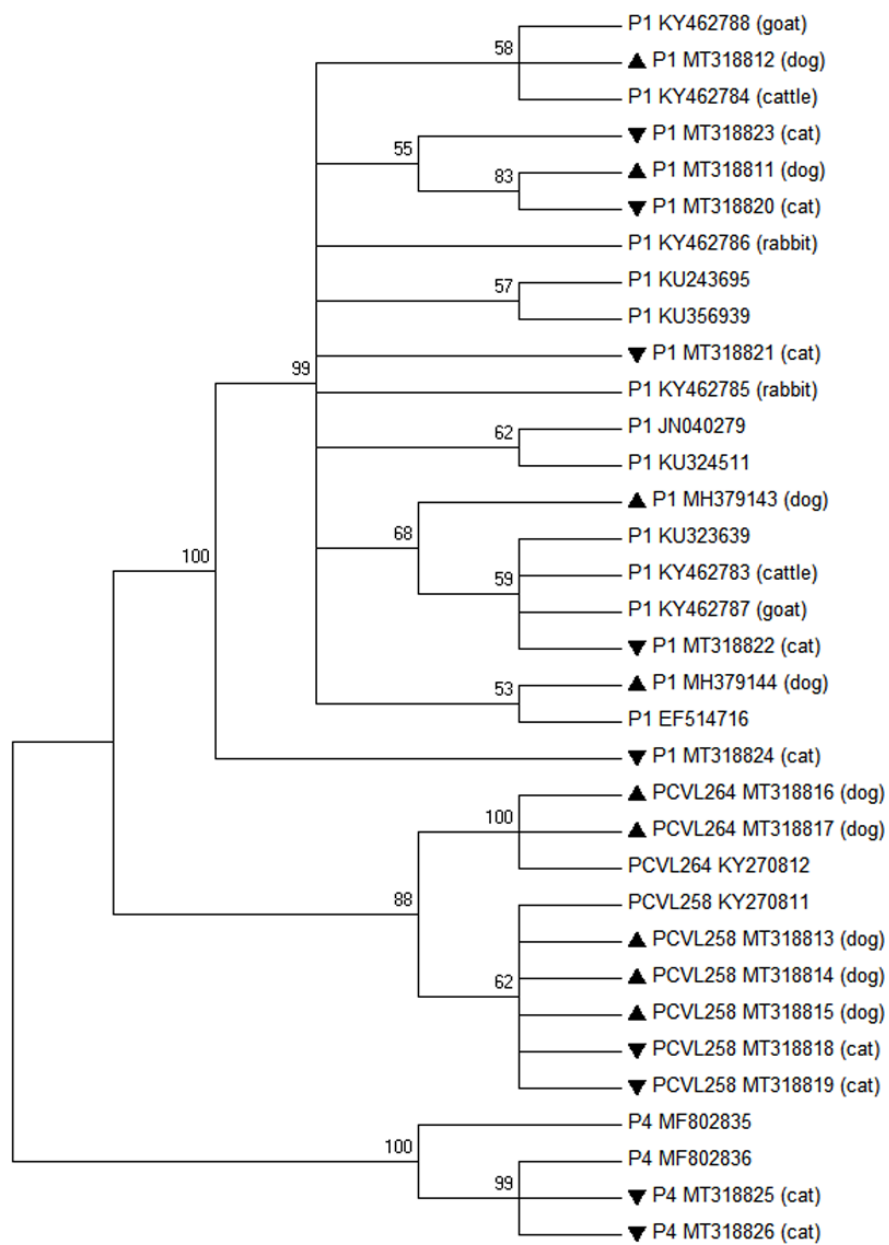 P1 KY462788 (goat)
58
▲ P1 MT318812 (dog)
P1 KY462784 (cattle)
▼ P1 MT318823 (cat)
55
▲ P1 MT318811 (dog)
83
▼ P1 MT318820 (cat)
P1 KY462786 (rabbit)
P1 KU243695
57
P1 KU356939
▼ P1 MT318821 (cat)
99
P1 KY462785 (rabbit)
P1 JN040279
62
P1 KU324511
▲ P1 MH379143 (dog)
68
P1 KU323639
100
P1 KY462783 (cattle)
59
P1 KY462787 (goat)
▼ P1 MT318822 (cat)
▲ P1 MH379144 (dog)
53
P1 EF514716
▼ P1 MT318824 (cat)
▲ PCVL264 MT318816 (dog)
100
▲ PCVL264 MT318817 (dog)
PCVL264 KY270812
88
PCVL258 KY270811
▲ PCVL258 MT318813 (dog)
▲ PCVL258 MT318814 (dog)
62
▲ PCVL258 MT318815 (dog)
▼ PCVL258 MT318818 (cat)
▼ PCVL258 MT318819 (cat)
P4 MF802835
100
P4 MF802836
99
▼ P4 MT318825 (cat)
▼ P4 MT318826 (cat)